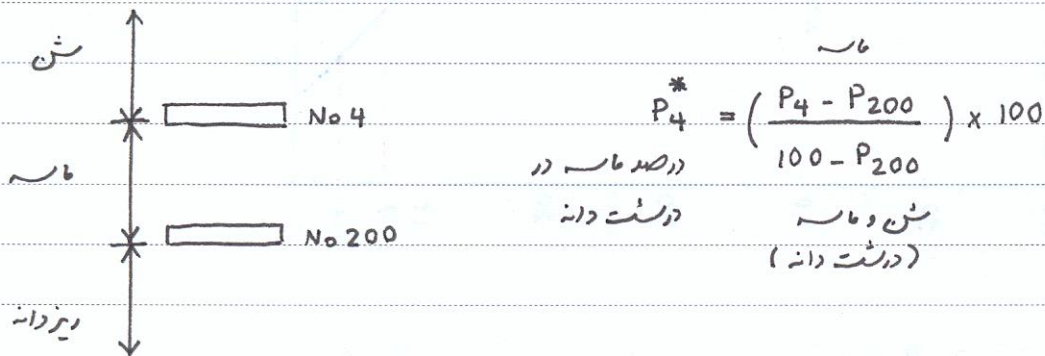 شن
No 4
ماسه
No 200
ریزدانه
ماسه
P₄* = ( (P₄ - P₂₀₀) / (100 - P₂₀₀) ) × 100
درصد ماسه در
درشت دانه
شن و ماسه
(درشت دانه)